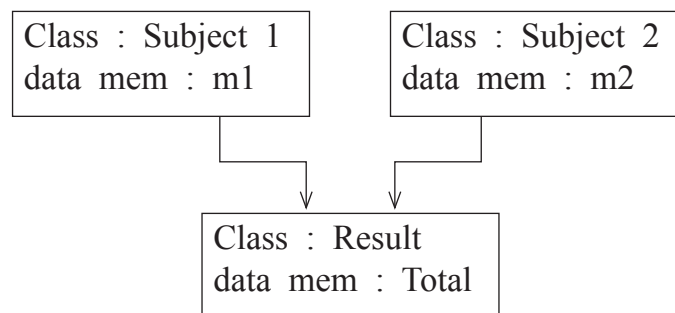 Class : Subject 1
data mem : m1
Class : Subject 2
data mem : m2
Class : Result
data mem : Total